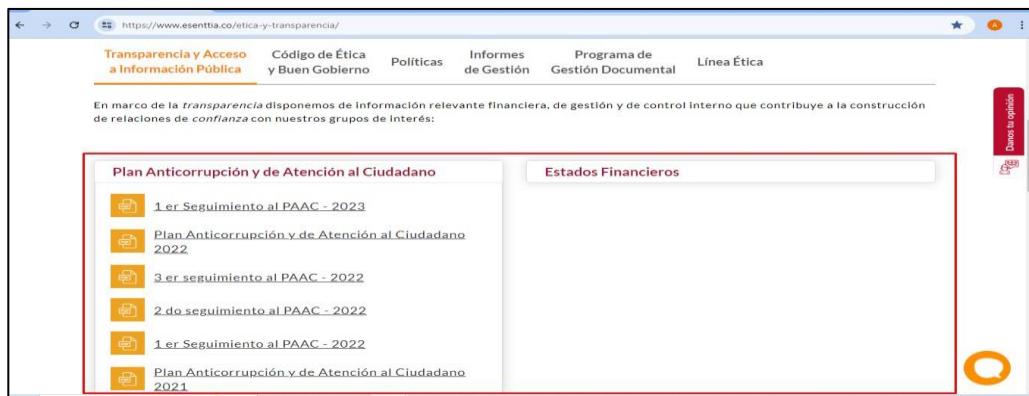 https://www.esenttia.co/etica-y-transparencia/
A
Transparencia y Acceso
a Información Pública
Código de Ética
y Buen Gobierno
Políticas
Informes
de Gestión
Programa de
Gestión Documental
Línea Ética
En marco de la transparencia disponemos de información relevante financiera, de gestión y de control interno que contribuye a la construcción
de relaciones de confianza con nuestros grupos de interés:
Danos tu opinión
Plan Anticorrupción y de Atención al Ciudadano
1 er Seguimiento al PAAC - 2023
Plan Anticorrupción y de Atención al Ciudadano
2022
3 er seguimiento al PAAC - 2022
2 do seguimiento al PAAC - 2022
1 er Seguimiento al PAAC - 2022
Plan Anticorrupción y de Atención al Ciudadano
2021
Estados Financieros